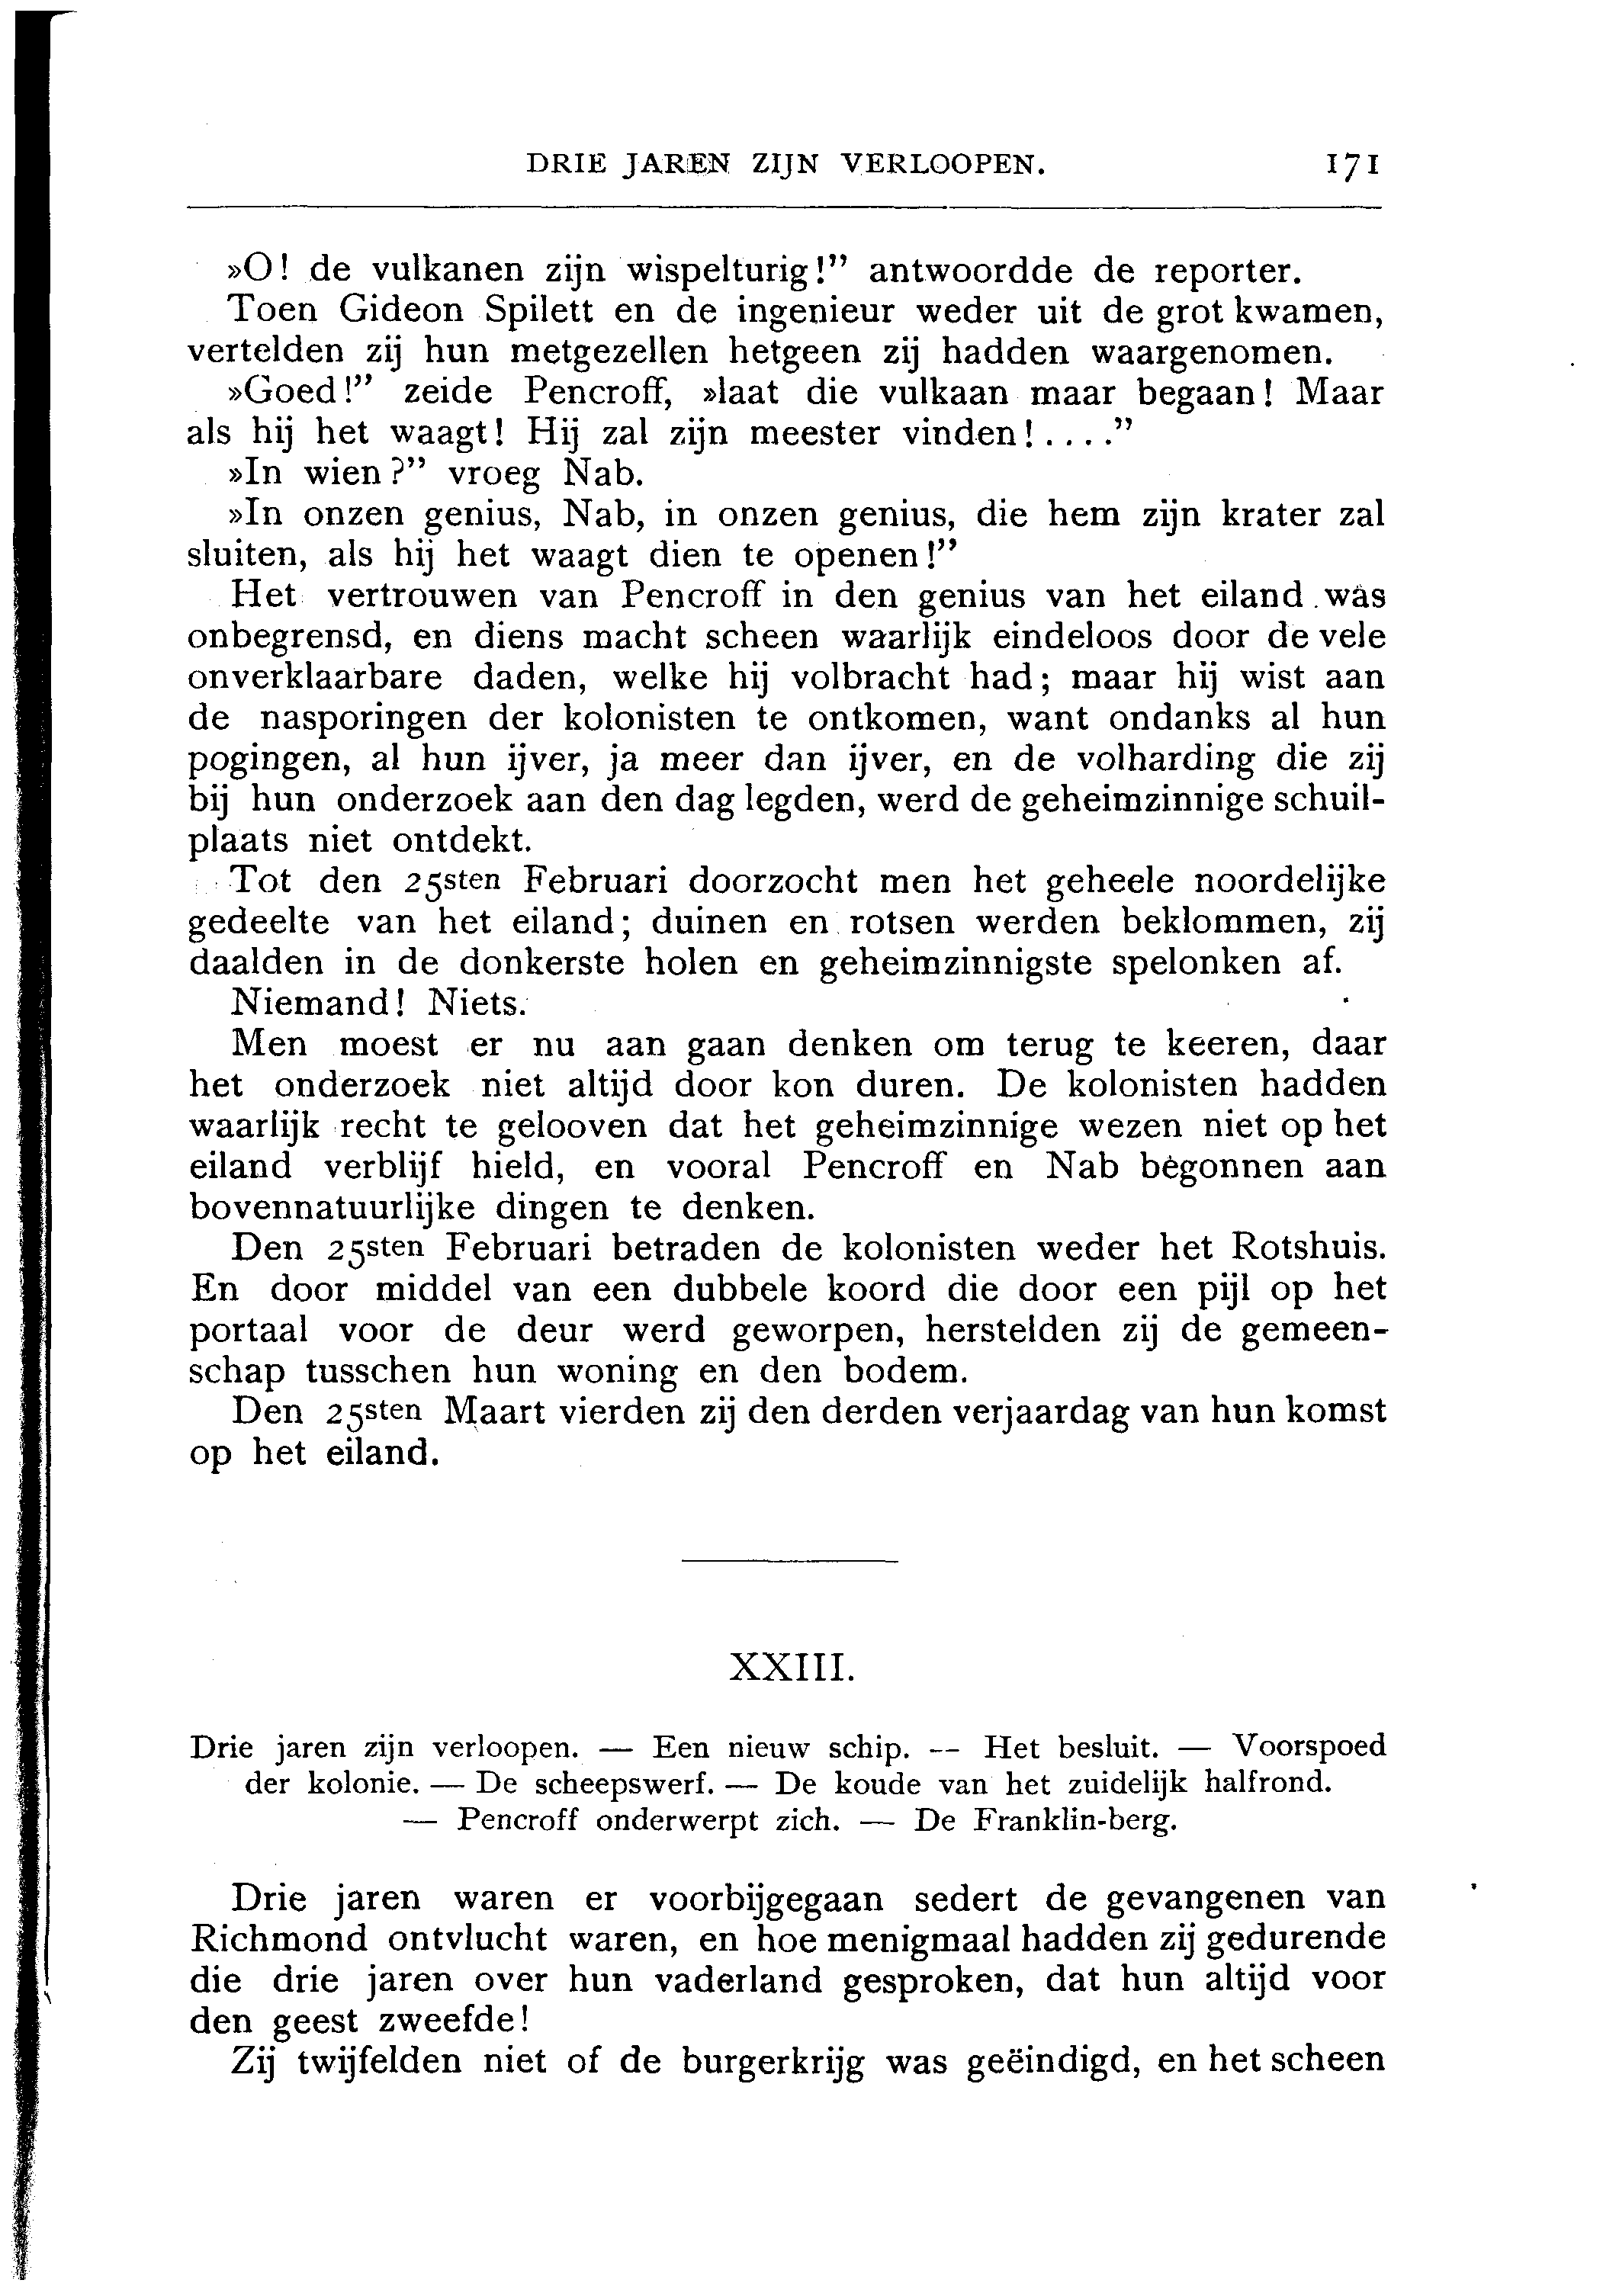 DRIE JAREN ZIJN VERLOOPEN. 171
»O! de vulkanen zijn wispelturig!” antwoordde de reporter.
Toen Gideon Spilett en de ingenieur weder uit de grot kwamen,
vertelden zij hun metgezellen hetgeen zij hadden waargenomen.
»Goed!” zeide Pencroff, »laat die vulkaan maar begaan! Maar
als hij het waagt! Hij zal zijn meester vinden!....”
»In wien?” vroeg Nab.
»In onzen genius, Nab, in onzen genius, die hem zijn krater zal
sluiten, als hij het waagt dien te openen!”
Het vertrouwen van Pencroff in den genius van het eiland was
onbegrensd, en diens macht scheen waarlijk eindeloos door de vele
onverklaarbare daden, welke hij volbracht had; maar hij wist aan
de nasporingen der kolonisten te ontkomen, want ondanks al hun
pogingen, al hun ijver, ja meer dan ijver, en de volharding die zij
bij hun onderzoek aan den dag legden, werd de geheimzinnige schuil-
plaats niet ontdekt.
Tot den 25sten Februari doorzocht men het geheele noordelijke
gedeelte van het eiland; duinen en rotsen werden beklommen, zij
daalden in de donkerste holen en geheimzinnigste spelonken af.
Niemand! Niets.
Men moest er nu aan gaan denken om terug te keeren, daar
het onderzoek niet altijd door kon duren. De kolonisten hadden
waarlijk recht te gelooven dat het geheimzinnige wezen niet op het
eiland verblijf hield, en vooral Pencroff en Nab begonnen aan
bovennatuurlijke dingen te denken.
Den 25sten Februari betraden de kolonisten weder het Rotshuis.
En door middel van een dubbele koord die door een pijl op het
portaal voor de deur werd geworpen, herstelden zij de gemeen-
schap tusschen hun woning en den bodem.
Den 25sten Maart vierden zij den derden verjaardag van hun komst
op het eiland.
XXIII.
Drie jaren zijn verloopen. — Een nieuw schip. -- Het besluit. — Voorspoed
der kolonie. — De scheepswerf. — De koude van het zuidelijk halfrond.
— Pencroff onderwerpt zich. — De Franklin-berg.
Drie jaren waren er voorbijgegaan sedert de gevangenen van
Richmond ontvlucht waren, en hoe menigmaal hadden zij gedurende
die drie jaren over hun vaderland gesproken, dat hun altijd voor
den geest zweefde!
Zij twijfelden niet of de burgerkrijg was geëindigd, en het scheen